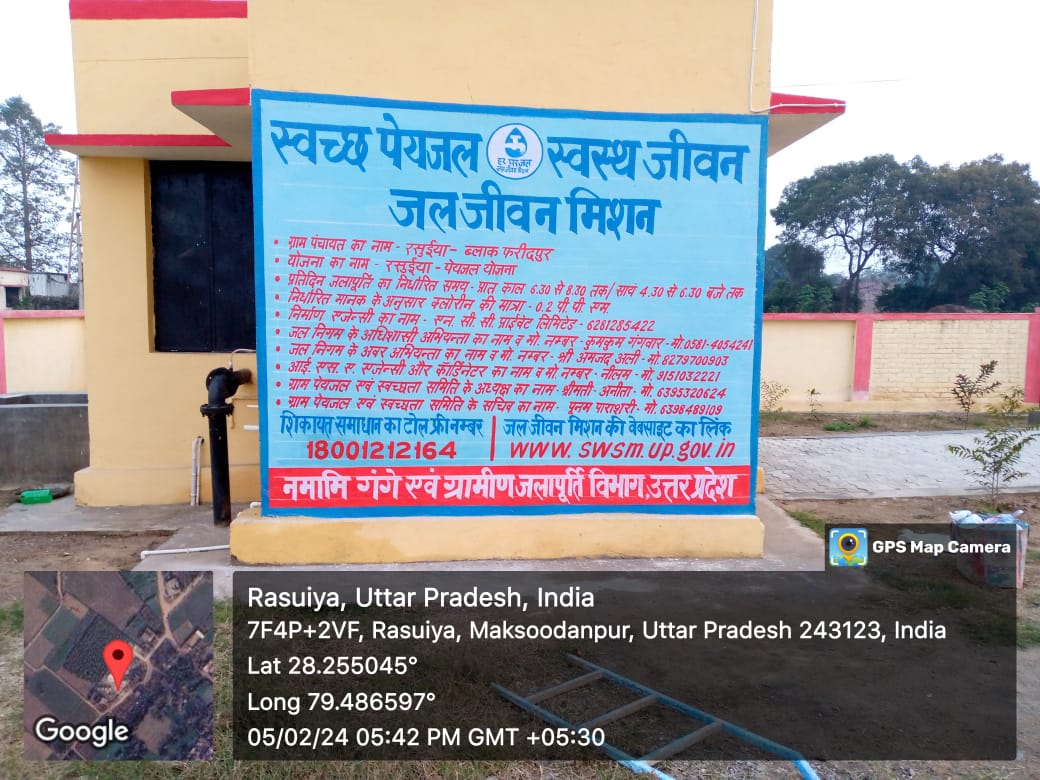 स्वच्छ पेयजल स्वस्थ जीवन
हर घर जल
जल जीवन मिशन
जल जीवन मिशन
• ग्राम पंचायत का नाम - रसुईया - ब्लाक फरीदपुर
• योजना का नाम - रसुईया - पेयजल योजना
• प्रतिदिन जलापूर्ति का निर्धारित समय - प्रात काल 6.30 से 8.30 तक/सायं 4.30 से 6.30 बजे तक
• निर्धारित मानक के अनुसार क्लोरीन की मात्रा - 0.2 पी.पी. एम.
• निर्माण एजेन्सी का नाम - एन. सी. सी. प्राईवेट लिमिटेड - 6281285422
• जल निगम के अधिशासी अभियन्ता का नाम व मो. नम्बर - कुमकुम गंगवार - मो. 0581-4054241
• जल निगम के अवर अभियन्ता का नाम व मो. नम्बर - श्री अमजद अली - मो. 8279700903
• आई. एस. ए. एजेन्सी और कार्डिनेटर का नाम व मो नम्बर - नीलम - मो. 9151032221
• ग्राम पेयजल एवं स्वच्छता समिति के अध्यक्ष का नाम - श्रीमती - अनीता - मो. 6395320624
• ग्राम पेयजल एवं स्वच्छता समिति के सचिव का नाम - पूनम पाराशरी - मो. 6398489109
शिकायत समाधान का टोल फ्री नम्बर
18001212164
जल जीवन मिशन की वेबसाइट का लिंक
www.swsm.up.gov.in
नमामि गंगे एवं ग्रामीण जलापूर्ति विभाग, उत्तर प्रदेश
GPS Map Camera
Rasuiya, Uttar Pradesh, India
7F4P+2VF, Rasuiya, Maksoodanpur, Uttar Pradesh 243123, India
Lat 28.255045°
Long 79.486597°
05/02/24 05:42 PM GMT +05:30
Google